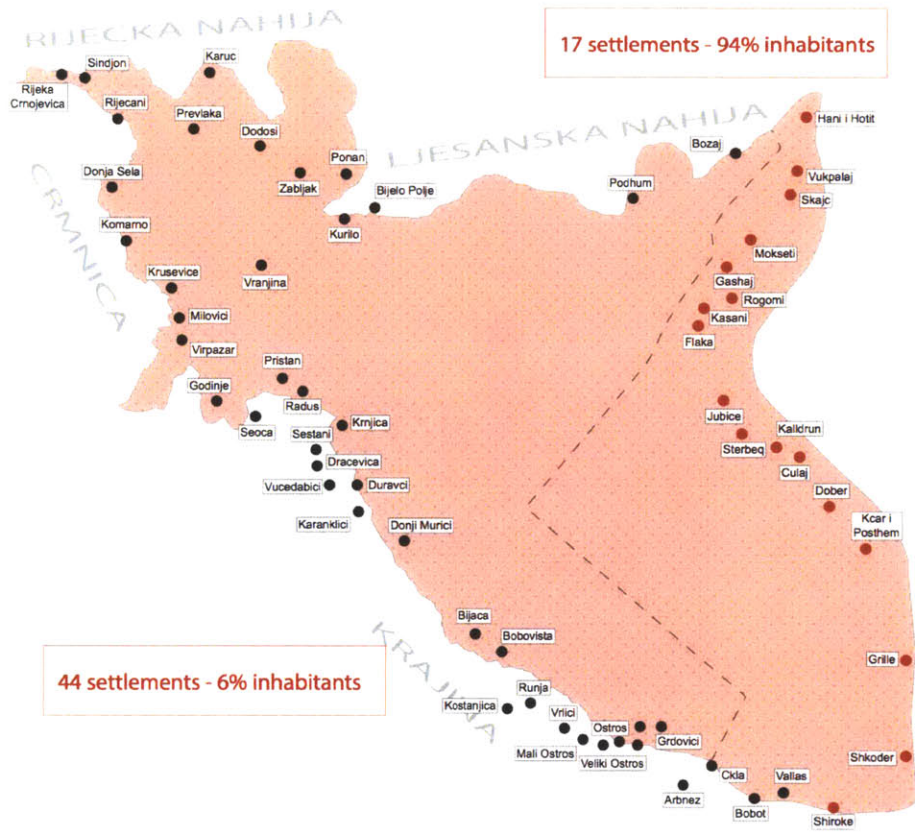 RIJECKA NAHIJA
17 settlements - 94% inhabitants
Karuc
Sindjon
Rijeka
Crnojevica
Rijecani
Prevlaka
Hani i Hotit
LJESANSKA NAHIJA
Dodosi
Bozaj
Ponan
CRMNICA
Donja Sela
Zabljak
Bijelo Polje
Podhum
Vukpalaj
Skajc
Komarno
Kurilo
Mokseti
Krusevice
Vranjina
Gashaj
Rogomi
Milovici
Kasani
Flaka
Virpazar
Pristan
Godinje
Radus
Jubice
Seoca
Krnjica
Sestani
Sterbeq
Kalldrun
Dracevica
Culaj
Vucedabici
Duravci
Dober
Karanklici
Donji Murici
Kcar i
Posthem
KRAJINA
Bijaca
Bobovista
44 settlements - 6% inhabitants
Grille
Runja
Kostanjica
Vrlici
Ostros
Grdovici
Mali Ostros
Veliki Ostros
Shkoder
Ckla
Vallas
Arbnez
Bobot
Shiroke